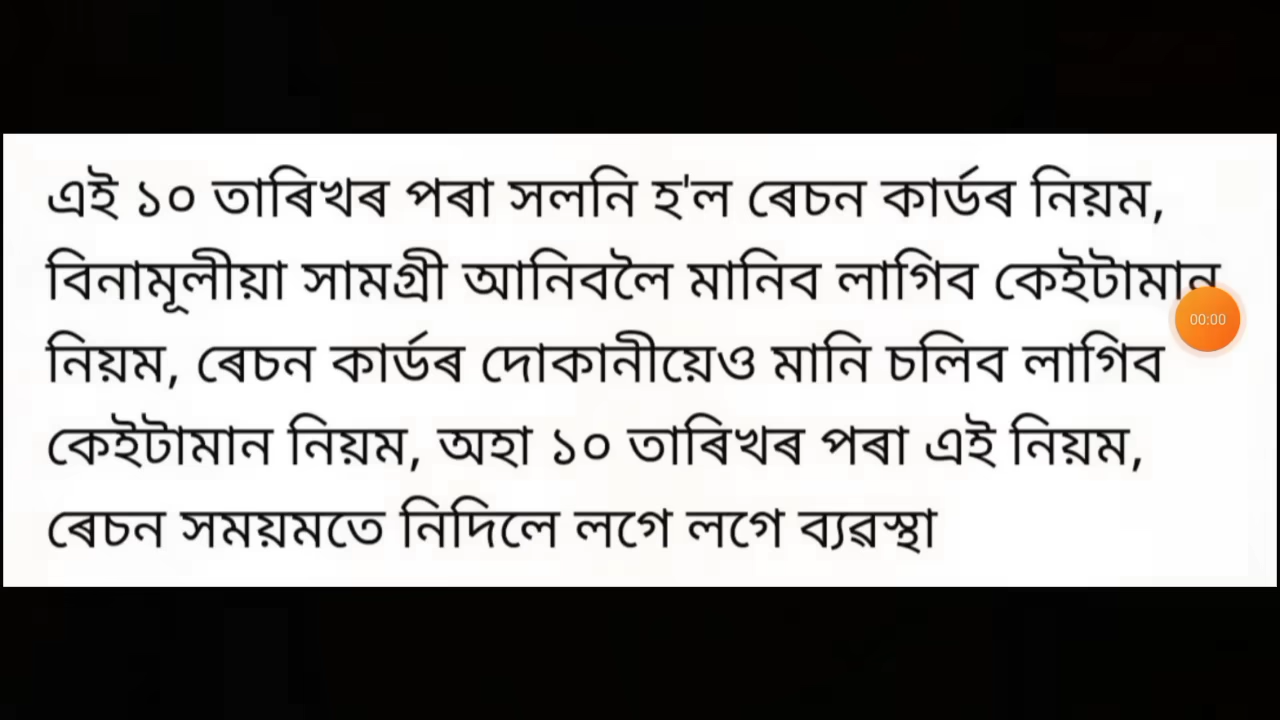 এই ১০ তাৰিখৰ পৰা সলনি হ'ল ৰেচন কাৰ্ডৰ নিয়ম,
বিনামূলীয়া সামগ্ৰী আনিবলৈ মানিব লাগিব কেইটামান
নিয়ম, ৰেচন কাৰ্ডৰ দোকানীয়েও মানি চলিব লাগিব
কেইটামান নিয়ম, অহা ১০ তাৰিখৰ পৰা এই নিয়ম,
ৰেচন সময়মতে নিদিলে লগে লগে ব্যৱস্থা
00:00